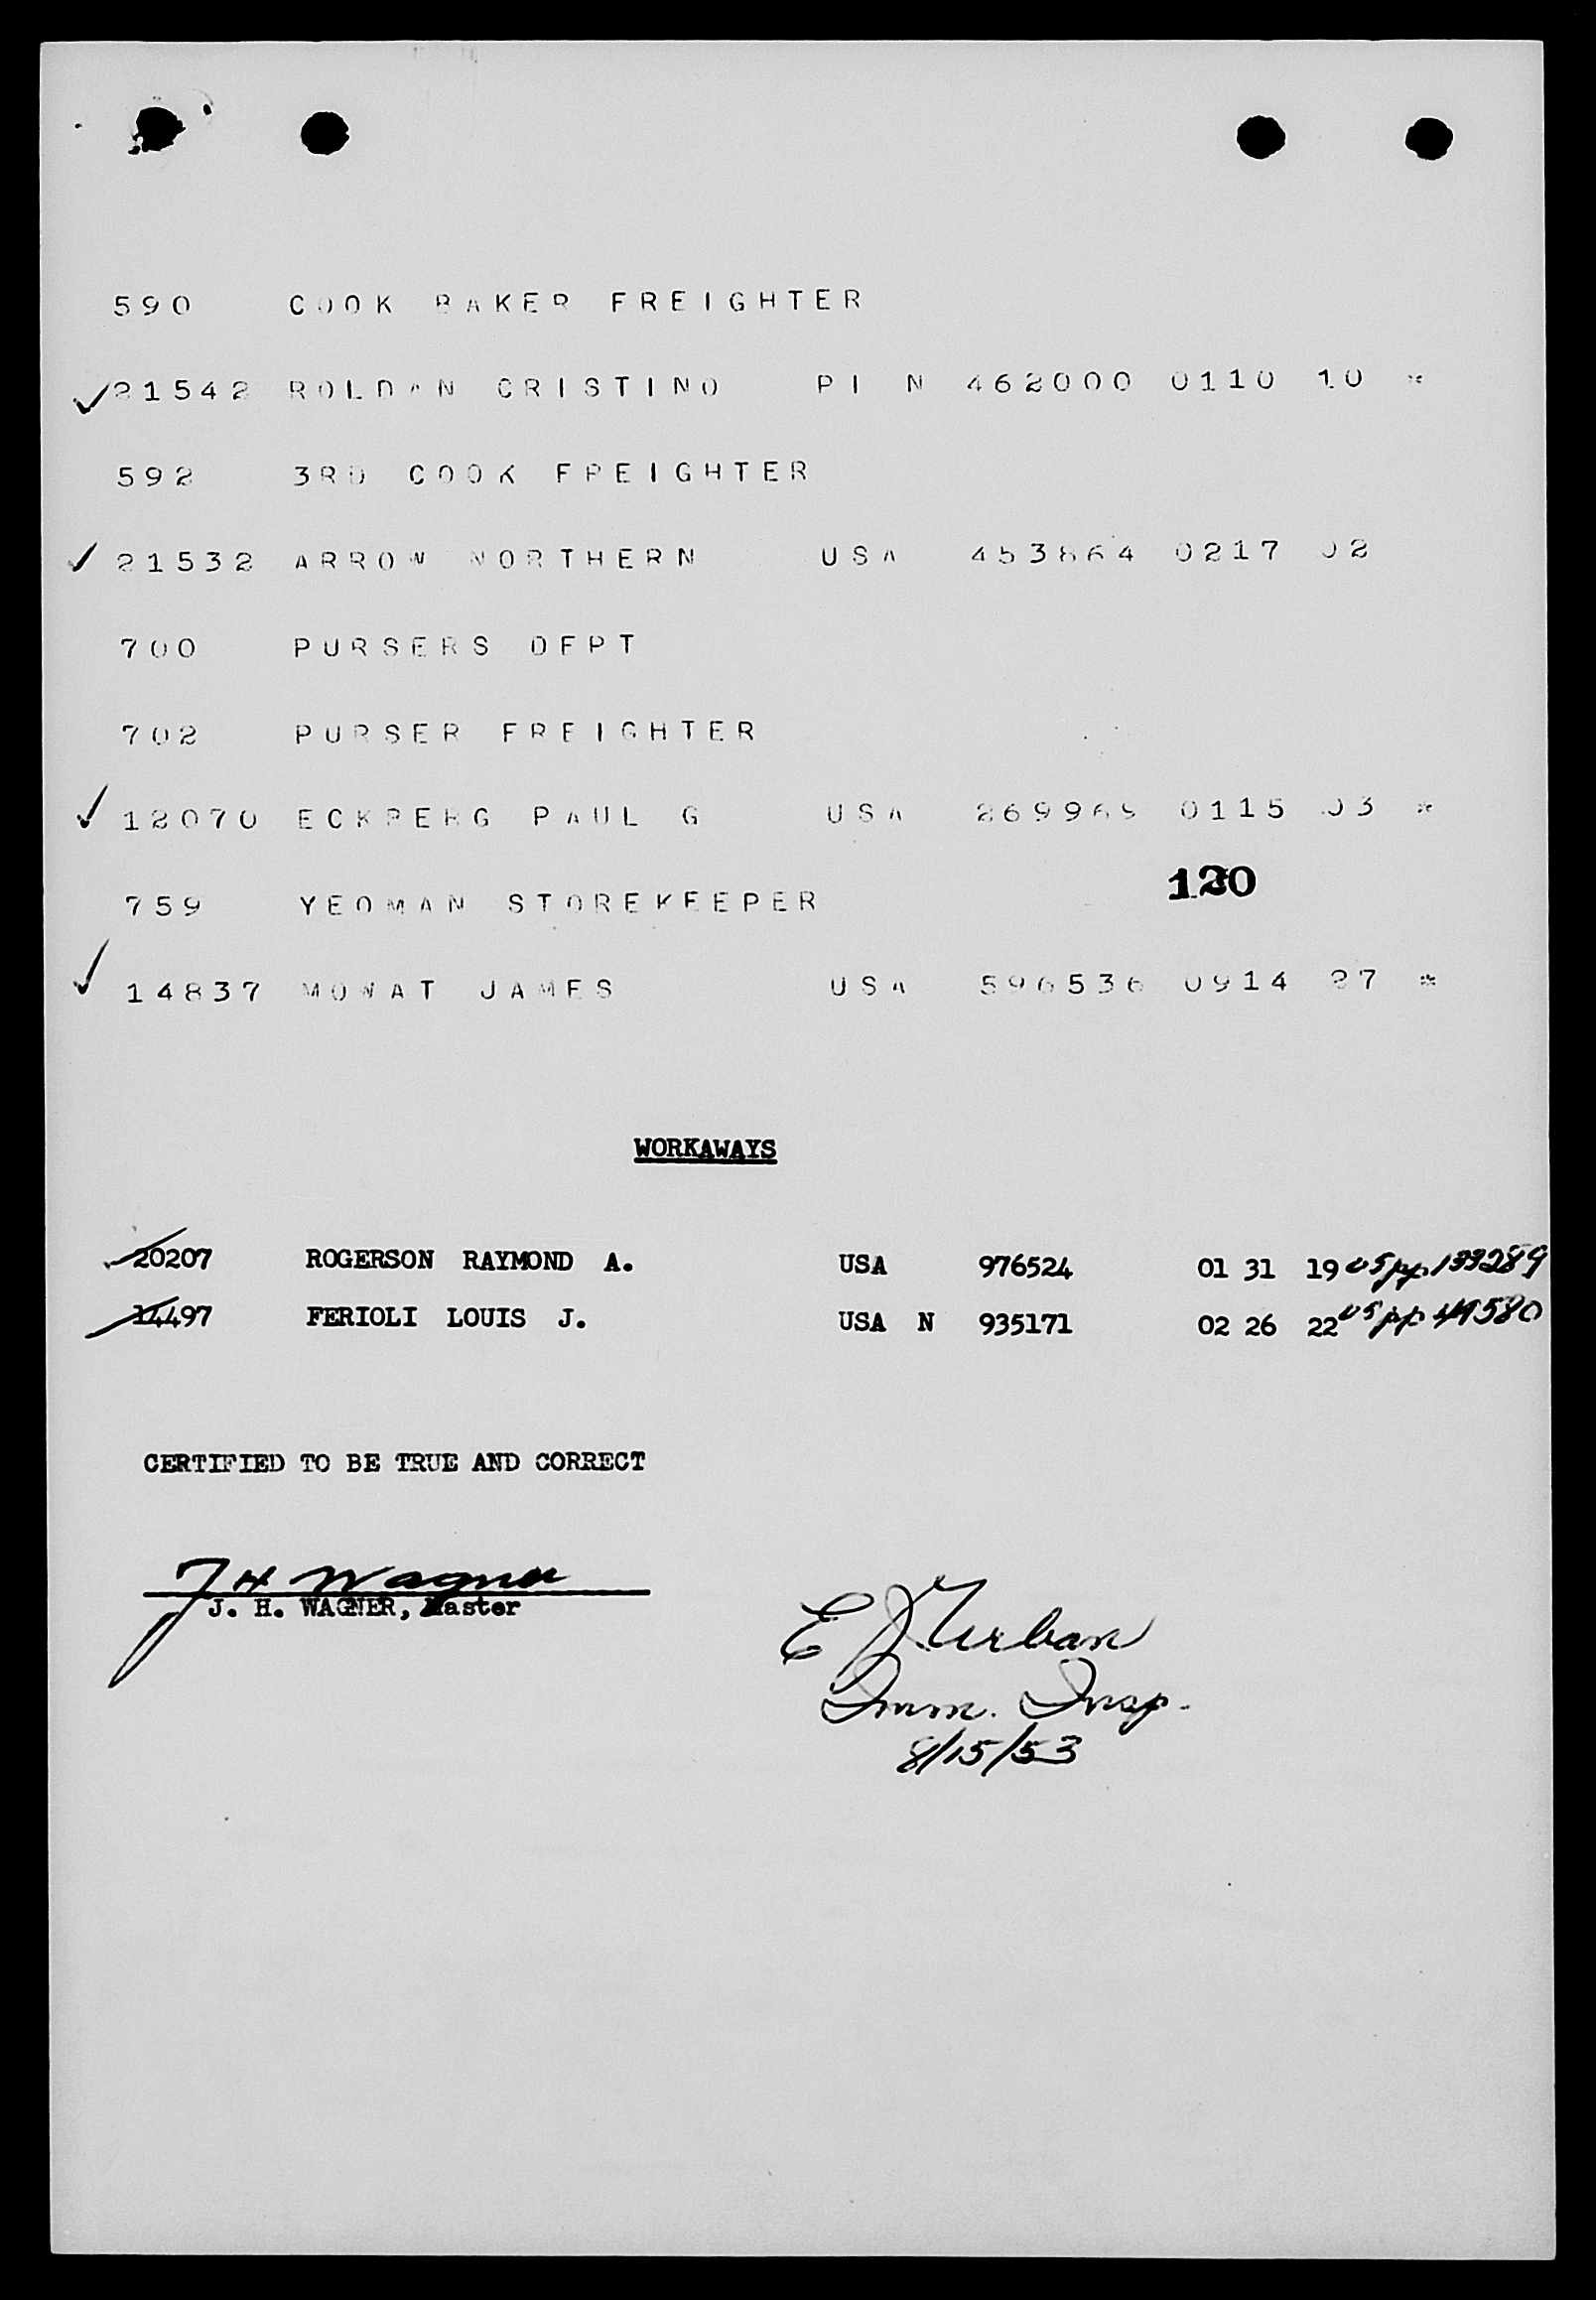 590 COOK BAKER FREIGHTER
21542 ROLDAN CRISTINO PI N 462000 0110 10 *
592 3RD COOK FREIGHTER
21532 ARROW NORTHERN USA 453864 0217 02
700 PURSERS DEPT
702 PURSER FREIGHTER
12070 ECKBERG PAUL G USA 269969 0115 03 *
120
759 YEOMAN STOREKEEPER
14837 MOWAT JAMES USA 596536 0914 27 *
WORKAWAYS
20207 ROGERSON RAYMOND A. USA 976524 01 31 19 US pp 133289
14497 FERIOLI LOUIS J. USA N 935171 02 26 22 US pp 49580
CERTIFIED TO BE TRUE AND CORRECT
J H Wagner
J. H. WAGNER, Master
E J Urban
Imm. Insp.
8/15/53